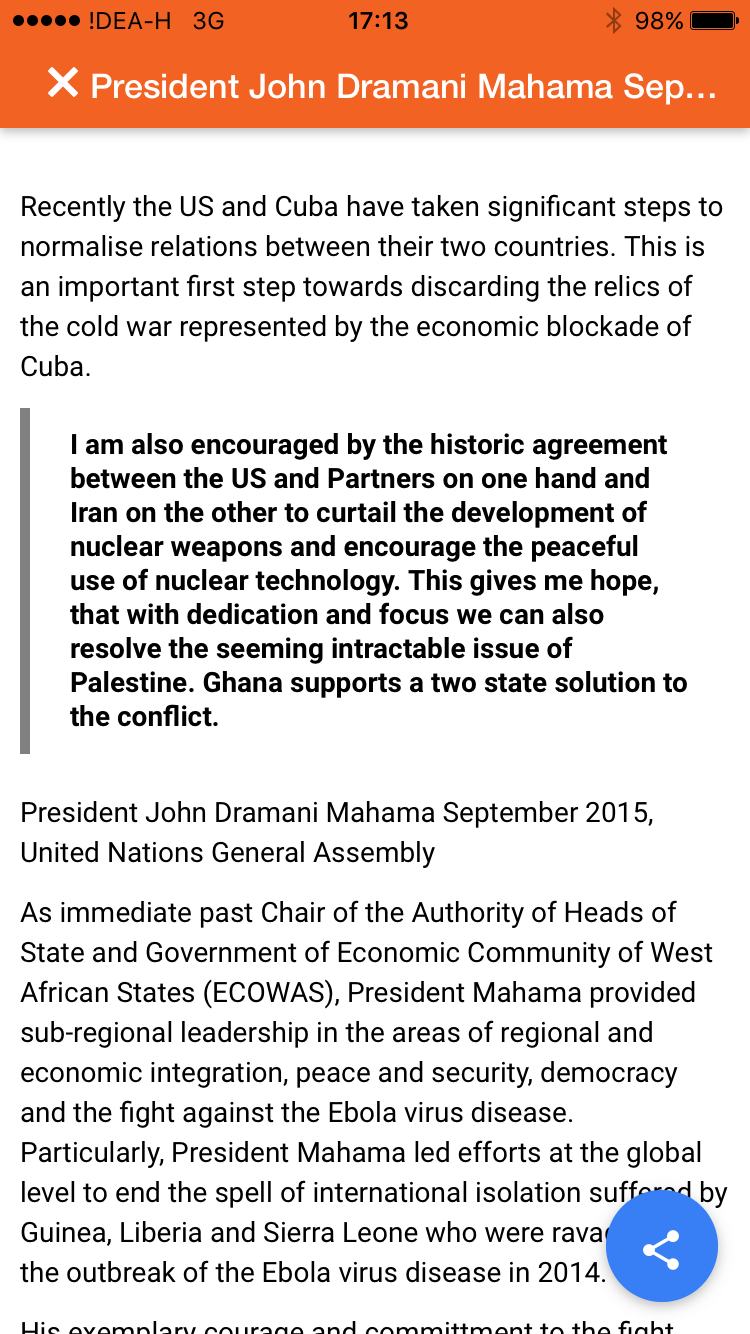 !DEA-H 3G 17:13 98%
President John Dramani Mahama Sep...
Recently the US and Cuba have taken significant steps to
normalise relations between their two countries. This is
an important first step towards discarding the relics of
the cold war represented by the economic blockade of
Cuba.
I am also encouraged by the historic agreement
between the US and Partners on one hand and
Iran on the other to curtail the development of
nuclear weapons and encourage the peaceful
use of nuclear technology. This gives me hope,
that with dedication and focus we can also
resolve the seeming intractable issue of
Palestine. Ghana supports a two state solution to
the conflict.
President John Dramani Mahama September 2015,
United Nations General Assembly
As immediate past Chair of the Authority of Heads of
State and Government of Economic Community of West
African States (ECOWAS), President Mahama provided
sub-regional leadership in the areas of regional and
economic integration, peace and security, democracy
and the fight against the Ebola virus disease.
Particularly, President Mahama led efforts at the global
level to end the spell of international isolation suffered by
Guinea, Liberia and Sierra Leone who were
the outbreak of the Ebola virus disease in 2014.
His exemplary courage and committment to the fight